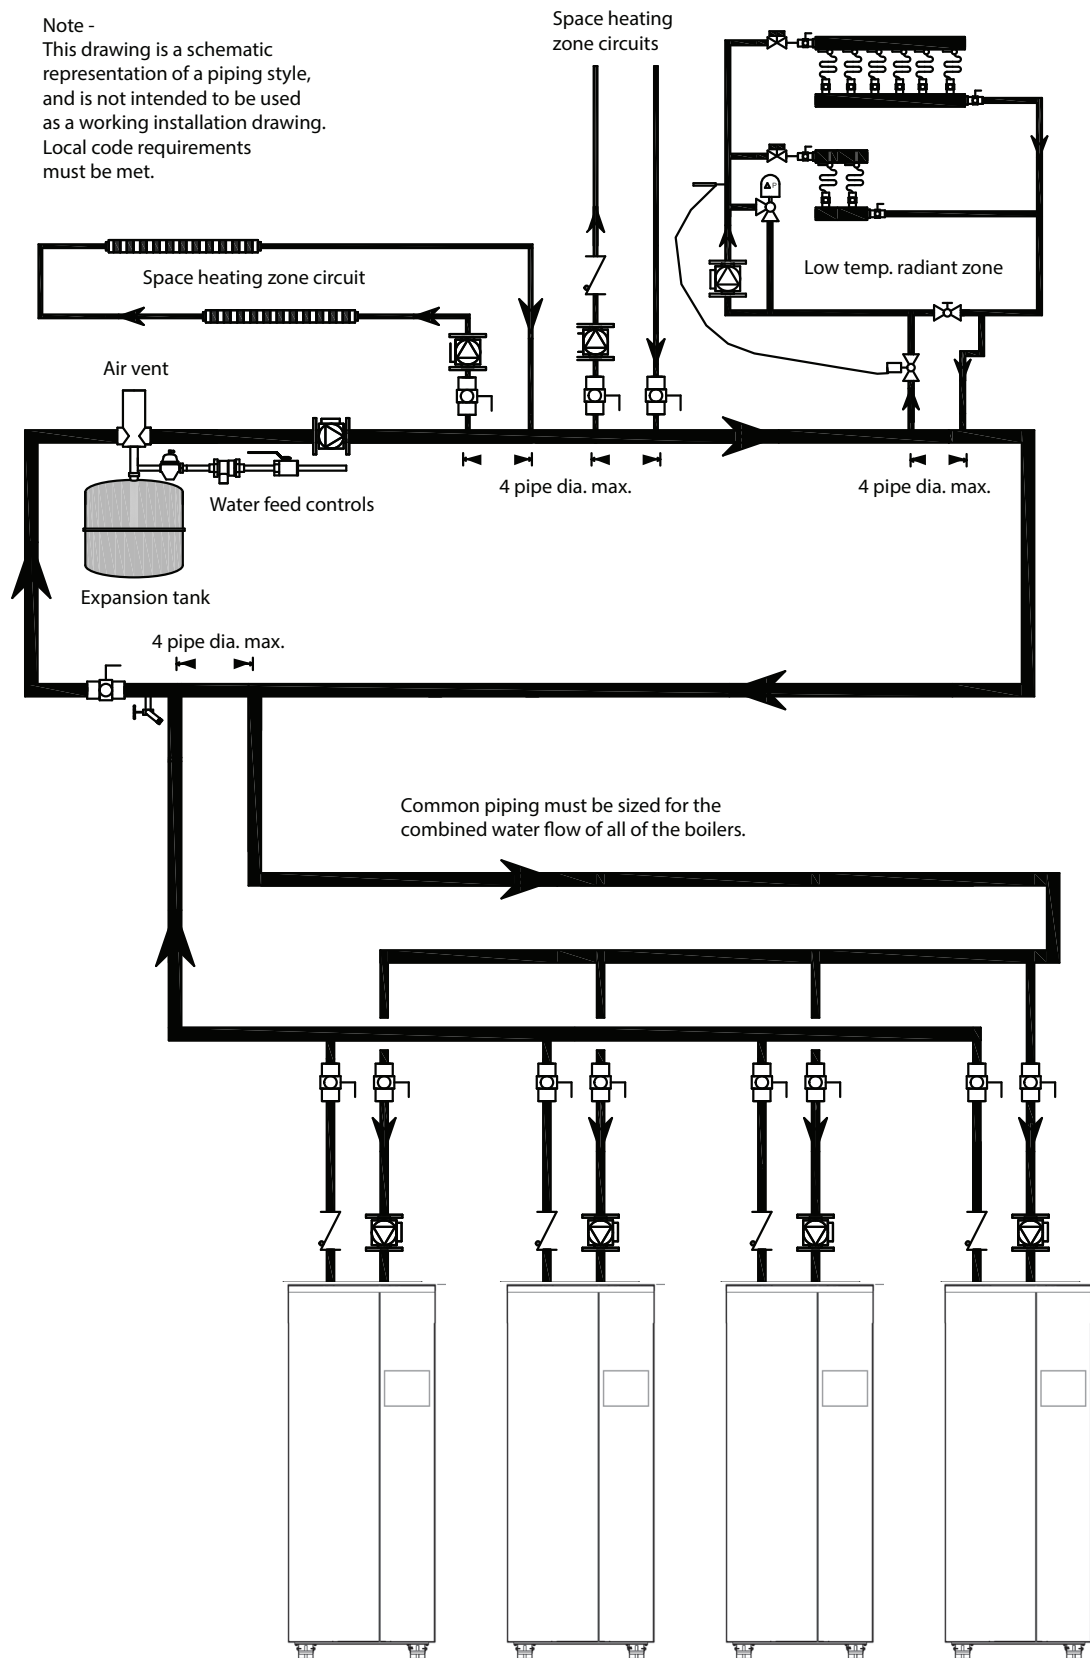 Note -
This drawing is a schematic
representation of a piping style,
and is not intended to be used
as a working installation drawing.
Local code requirements
must be met.
Space heating
zone circuits
Δ P
Space heating zone circuit
Low temp. radiant zone
Air vent
4 pipe dia. max.
4 pipe dia. max.
Water feed controls
Expansion tank
4 pipe dia. max.
Common piping must be sized for the
combined water flow of all of the boilers.